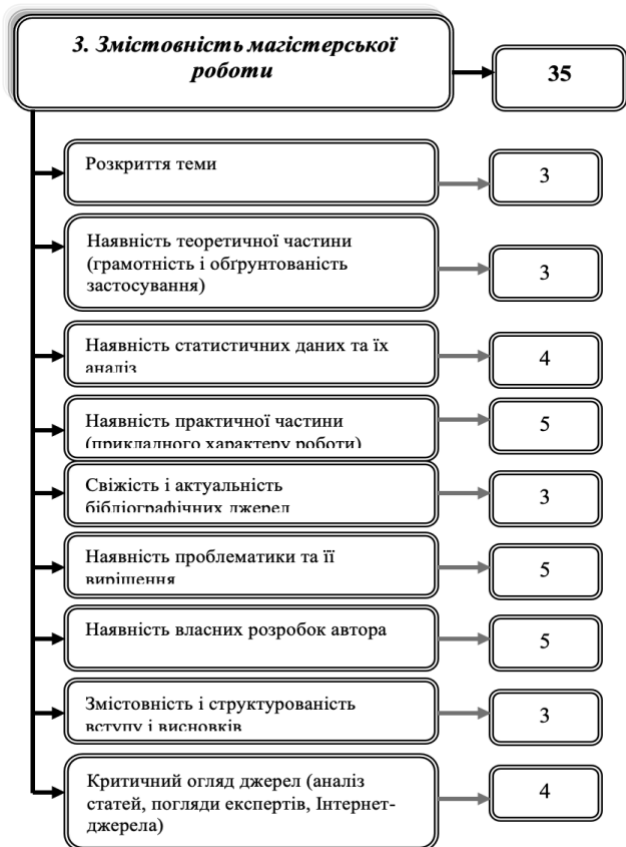 3. Змістовність магістерської
роботи
35
Розкриття теми
3
Наявність теоретичної частини
(грамотність і обґрунтованість
застосування)
3
Наявність статистичних даних та їх
аналіз
4
Наявність практичної частини
(прикладного характеру роботи)
5
Свіжість і актуальність
бібліографічних джерел
3
Наявність проблематики та її
вирішення
5
Наявність власних розробок автора
5
Змістовність і структурованість
вступу і висновків
3
Критичний огляд джерел (аналіз
статей, погляди експертів, Інтернет-
джерела)
4